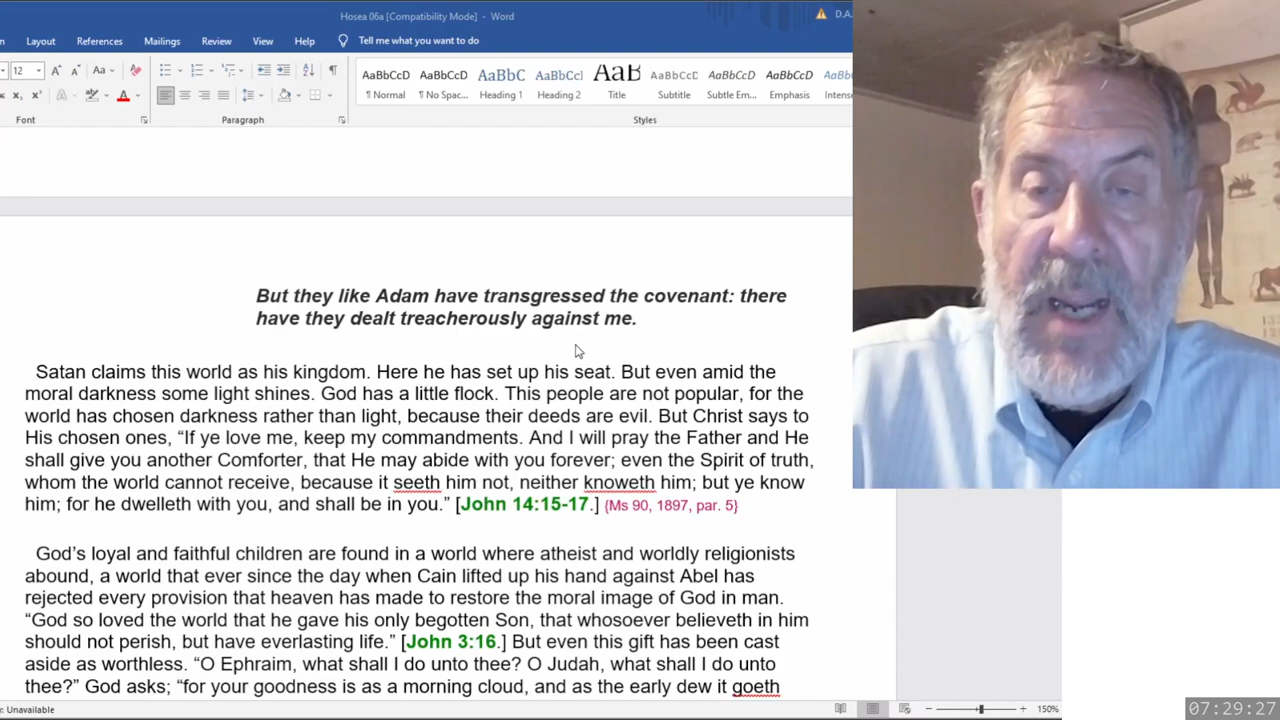 Hosea 06a [Compatibility Mode] - Word
D.A.
Layout References Mailings Review View Help Tell me what you want to do
12 Aa
AaBbCcD AaBbCcD AaBbC AaBbCcI AaB AaBbCcD AaBbCcD AaBbCcD AaBbCcI
¶ Normal ¶ No Spac... Heading 1 Heading 2 Title Subtitle Subtle Em... Emphasis Intense
Font Paragraph Styles
But they like Adam have transgressed the covenant: there
have they dealt treacherously against me.
Satan claims this world as his kingdom. Here he has set up his seat. But even amid the
moral darkness some light shines. God has a little flock. This people are not popular, for the
world has chosen darkness rather than light, because their deeds are evil. But Christ says to
His chosen ones, “If ye love me, keep my commandments. And I will pray the Father and He
shall give you another Comforter, that He may abide with you forever; even the Spirit of truth,
whom the world cannot receive, because it seeth him not, neither knoweth him; but ye know
him; for he dwelleth with you, and shall be in you.” [John 14:15-17.] {Ms 90, 1897, par. 5}
God’s loyal and faithful children are found in a world where atheist and worldly religionists
abound, a world that ever since the day when Cain lifted up his hand against Abel has
rejected every provision that heaven has made to restore the moral image of God in man.
“God so loved the world that he gave his only begotten Son, that whosoever believeth in him
should not perish, but have everlasting life.” [John 3:16.] But even this gift has been cast
aside as worthless. “O Ephraim, what shall I do unto thee? O Judah, what shall I do unto
thee?” God asks; “for your goodness is as a morning cloud, and as the early dew it goeth
: Unavailable
150%
07:29:27